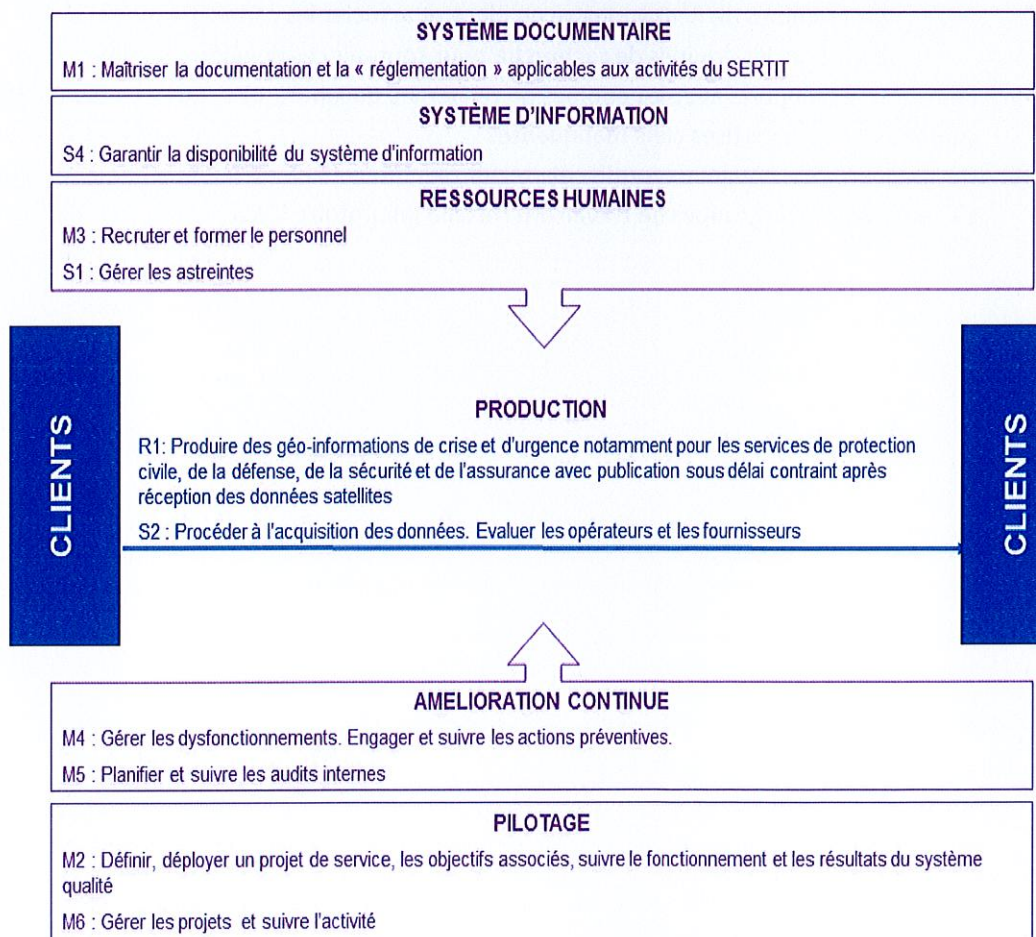 SYSTÈME DOCUMENTAIRE
M1 : Maîtriser la documentation et la « réglementation » applicables aux activités du SERTIT
SYSTÈME D'INFORMATION
S4 : Garantir la disponibilité du système d'information
RESSOURCES HUMAINES
M3 : Recruter et former le personnel
S1 : Gérer les astreintes
CLIENTS
PRODUCTION
R1: Produire des géo-informations de crise et d'urgence notamment pour les services de protection
civile, de la défense, de la sécurité et de l'assurance avec publication sous délai contraint après
réception des données satellites
S2 : Procéder à l'acquisition des données. Evaluer les opérateurs et les fournisseurs
CLIENTS
AMELIORATION CONTINUE
M4 : Gérer les dysfonctionnements. Engager et suivre les actions préventives.
M5 : Planifier et suivre les audits internes
PILOTAGE
M2 : Définir, déployer un projet de service, les objectifs associés, suivre le fonctionnement et les résultats du système
qualité
M6 : Gérer les projets et suivre l'activité